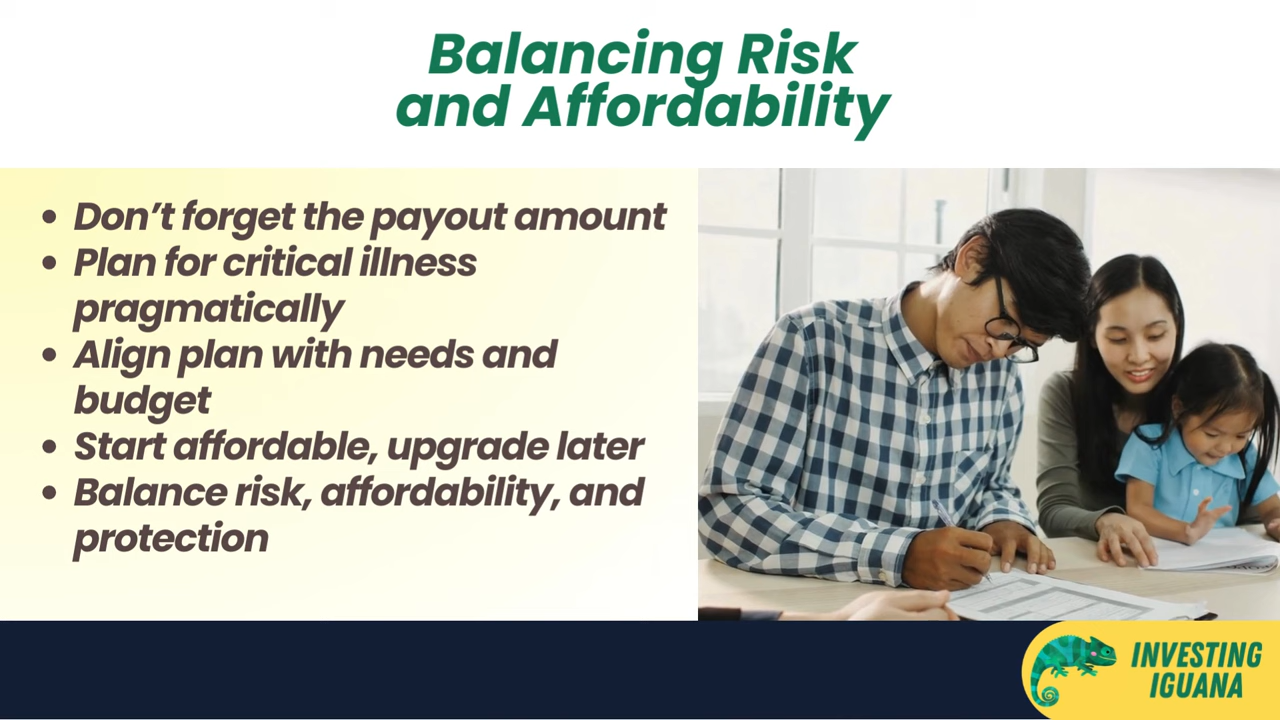 Balancing Risk
and Affordability
• Don’t forget the payout amount
• Plan for critical illness
pragmatically
• Align plan with needs and
budget
• Start affordable, upgrade later
• Balance risk, affordability, and
protection
INVESTING
IGUANA